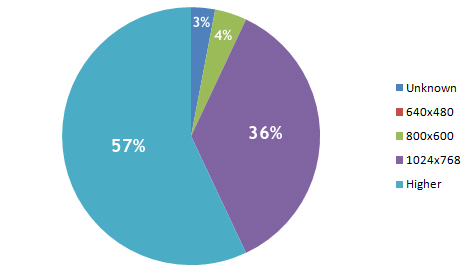 3%
4%
36%
57%
Unknown
640x480
800x600
1024x768
Higher